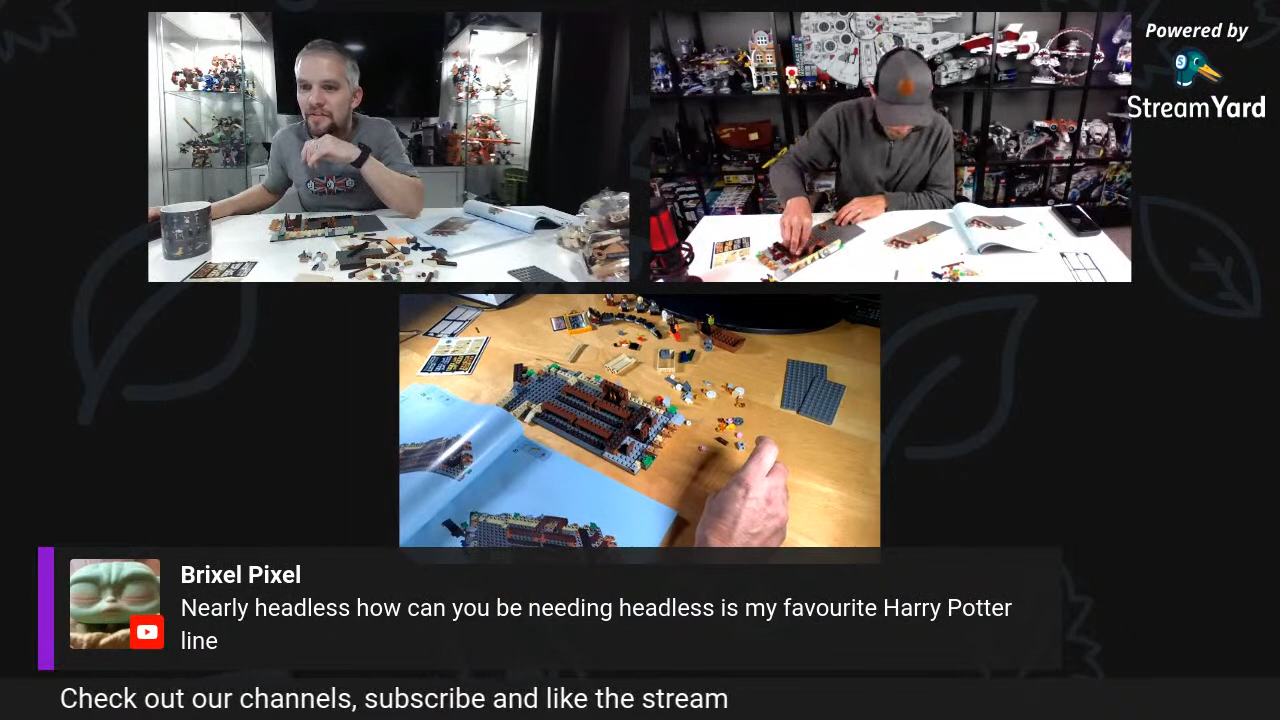 Powered by
StreamYard
Brixel Pixel
Nearly headless how can you be needing headless is my favourite Harry Potter
line
Check out our channels, subscribe and like the stream